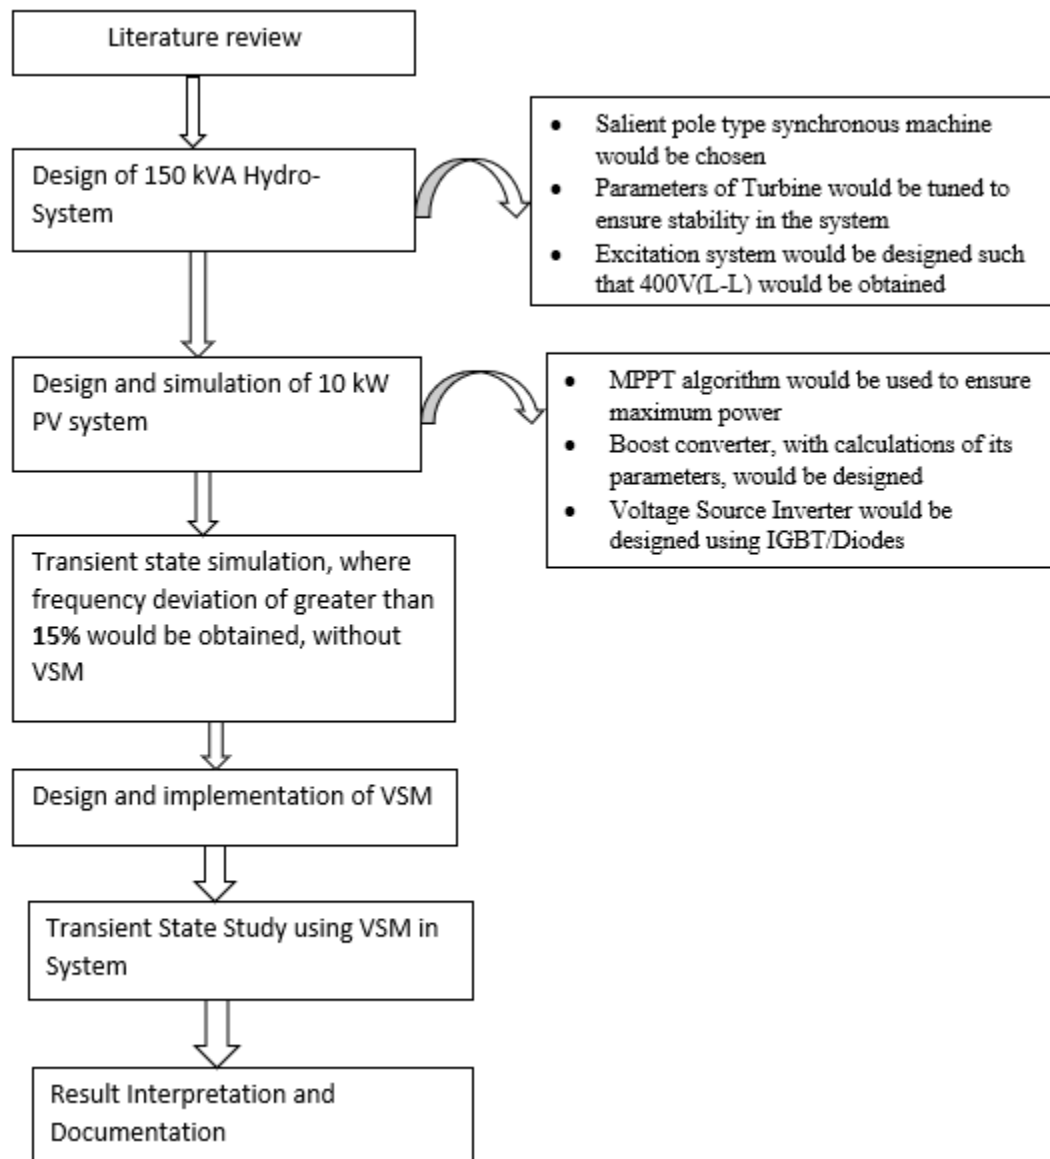 Literature review
Design of 150 kVA Hydro-
System
• Salient pole type synchronous machine
would be chosen
• Parameters of Turbine would be tuned to
ensure stability in the system
• Excitation system would be designed such
that 400V(L-L) would be obtained
Design and simulation of 10 kW
PV system
• MPPT algorithm would be used to ensure
maximum power
• Boost converter, with calculations of its
parameters, would be designed
• Voltage Source Inverter would be
designed using IGBT/Diodes
Transient state simulation, where
frequency deviation of greater than
15% would be obtained, without
VSM
Design and implementation of VSM
Transient State Study using VSM in
System
Result Interpretation and
Documentation